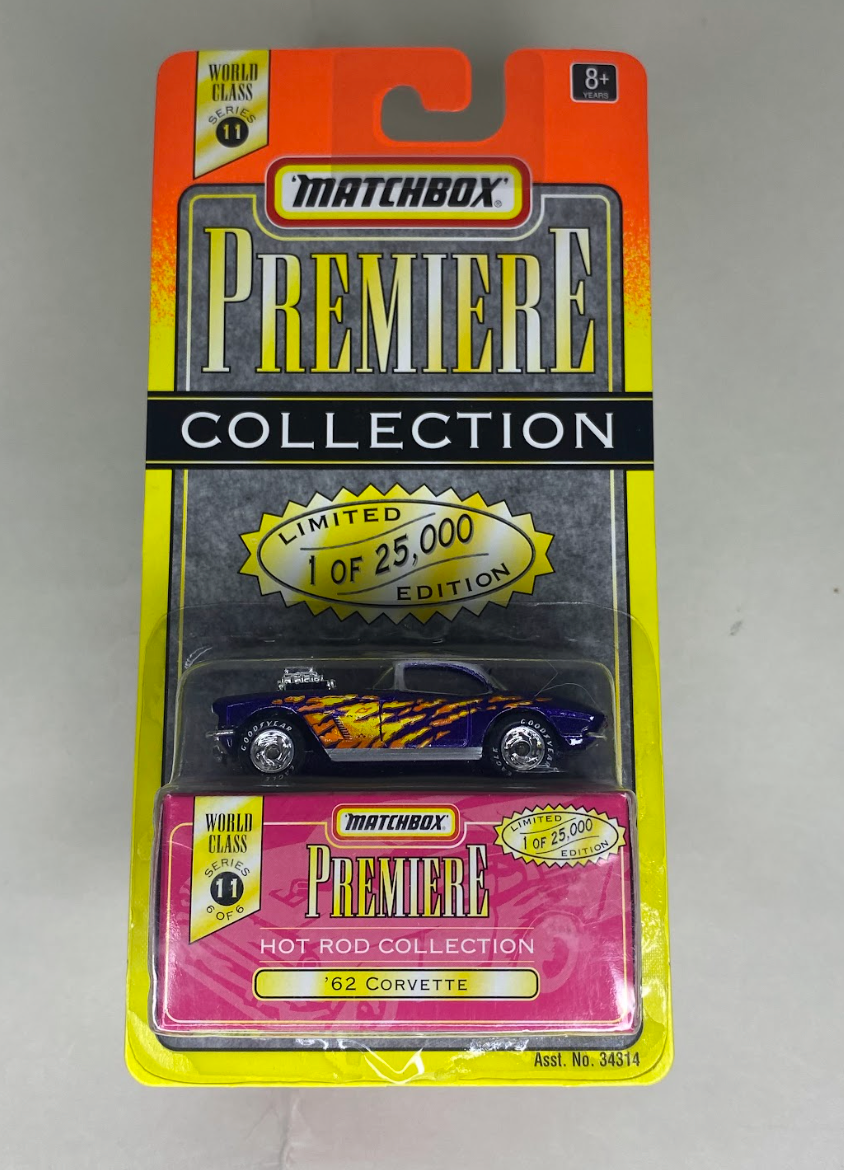 WORLD
CLASS
SERIES
11
8+
YEARS
'MATCHBOX'®
PREMIERE
COLLECTION
LIMITED
1 OF 25,000
EDITION
GOODYEAR
EAGLE
GOODYEAR
EAGLE
WORLD
CLASS
SERIES
11
6 OF 6
'MATCHBOX'
PREMIERE
LIMITED
1 OF 25,000
EDITION
HOT ROD COLLECTION
'62 CORVETTE
Asst. No. 34314